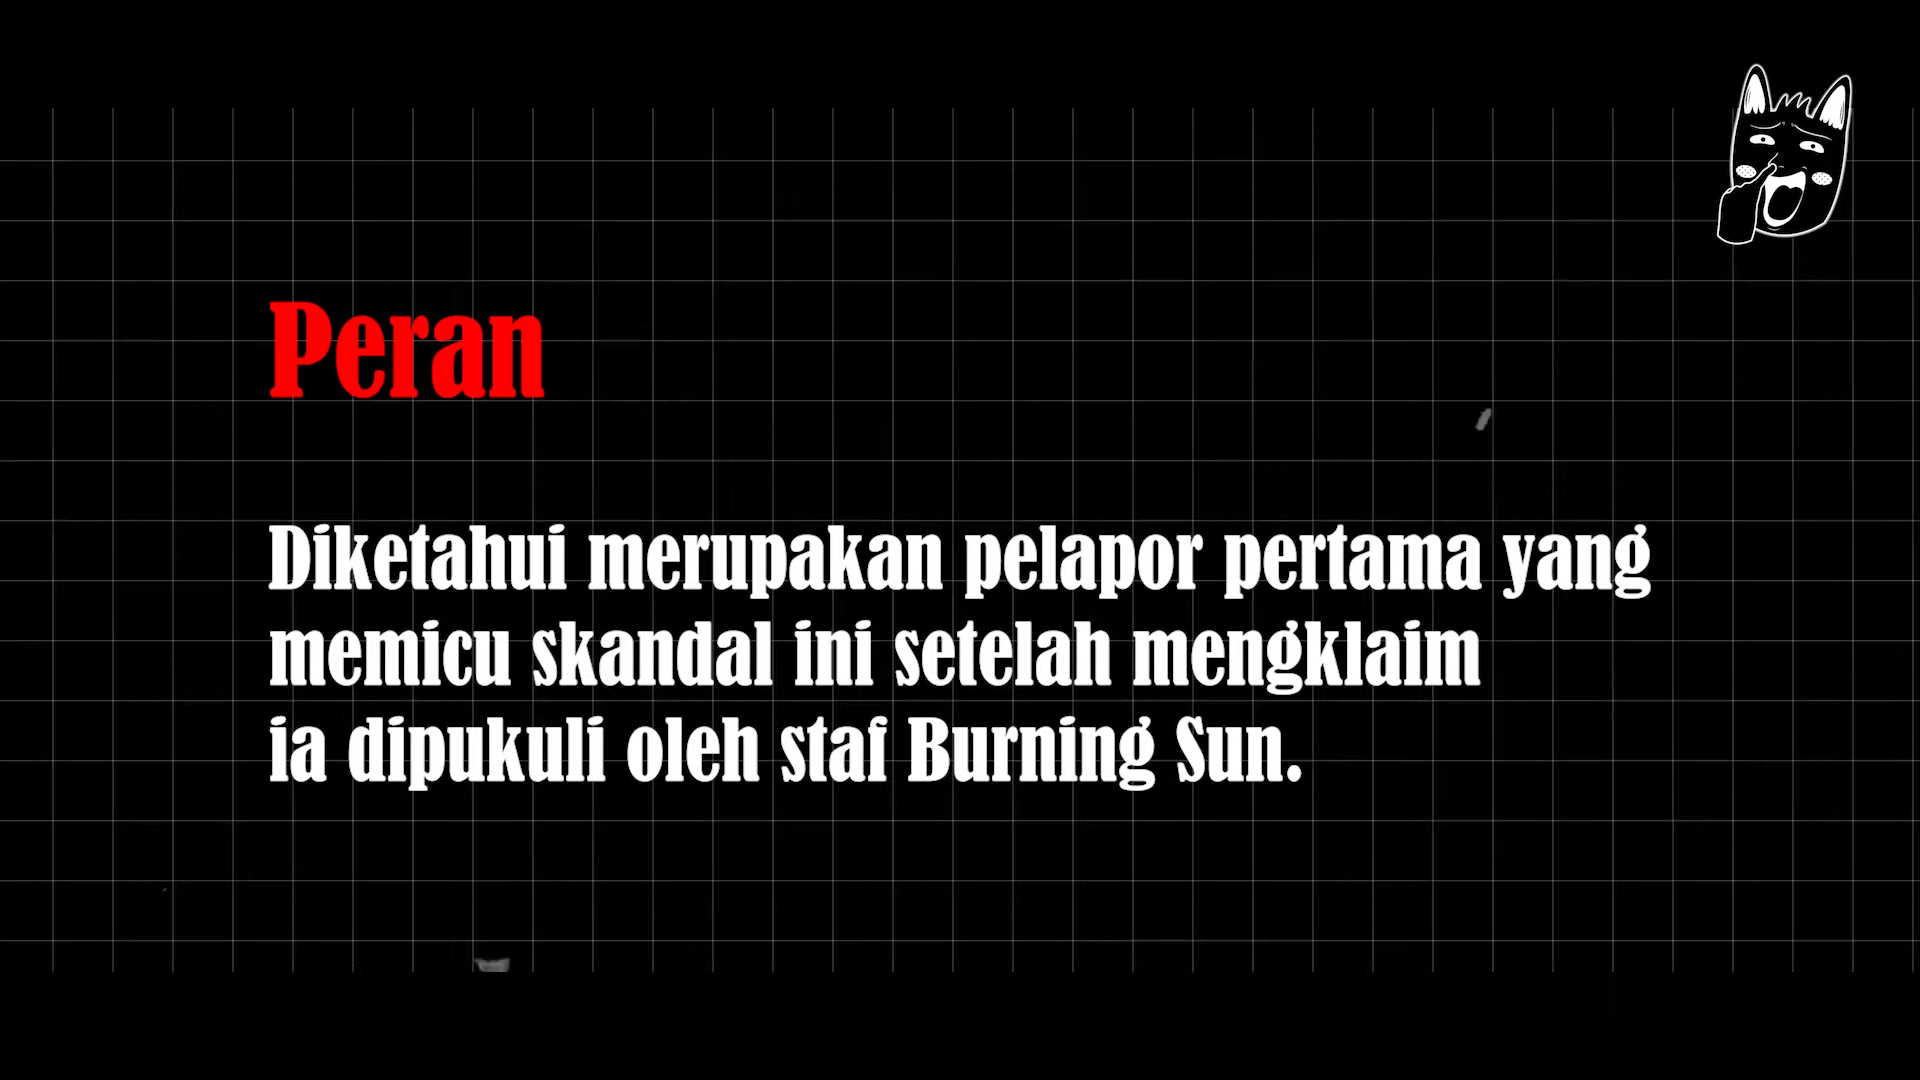 Peran
Diketahui merupakan pelapor pertama yang
memicu skandal ini setelah mengklaim
ia dipukuli oleh staf Burning Sun.